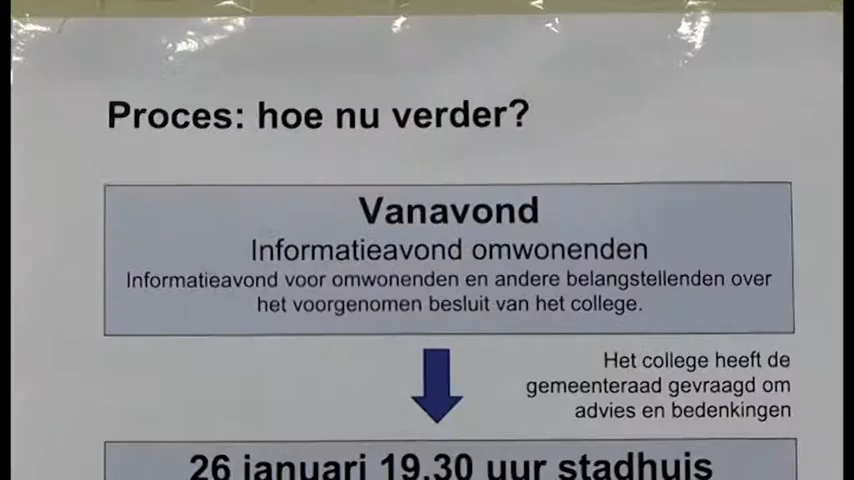 Proces: hoe nu verder?
Vanavond
Informatieavond omwonenden
Informatieavond voor omwonenden en andere belangstellenden over
het voorgenomen besluit van het college.
Het college heeft de
gemeenteraad gevraagd om
advies en bedenkingen
26 januari 19.30 uur stadhuis